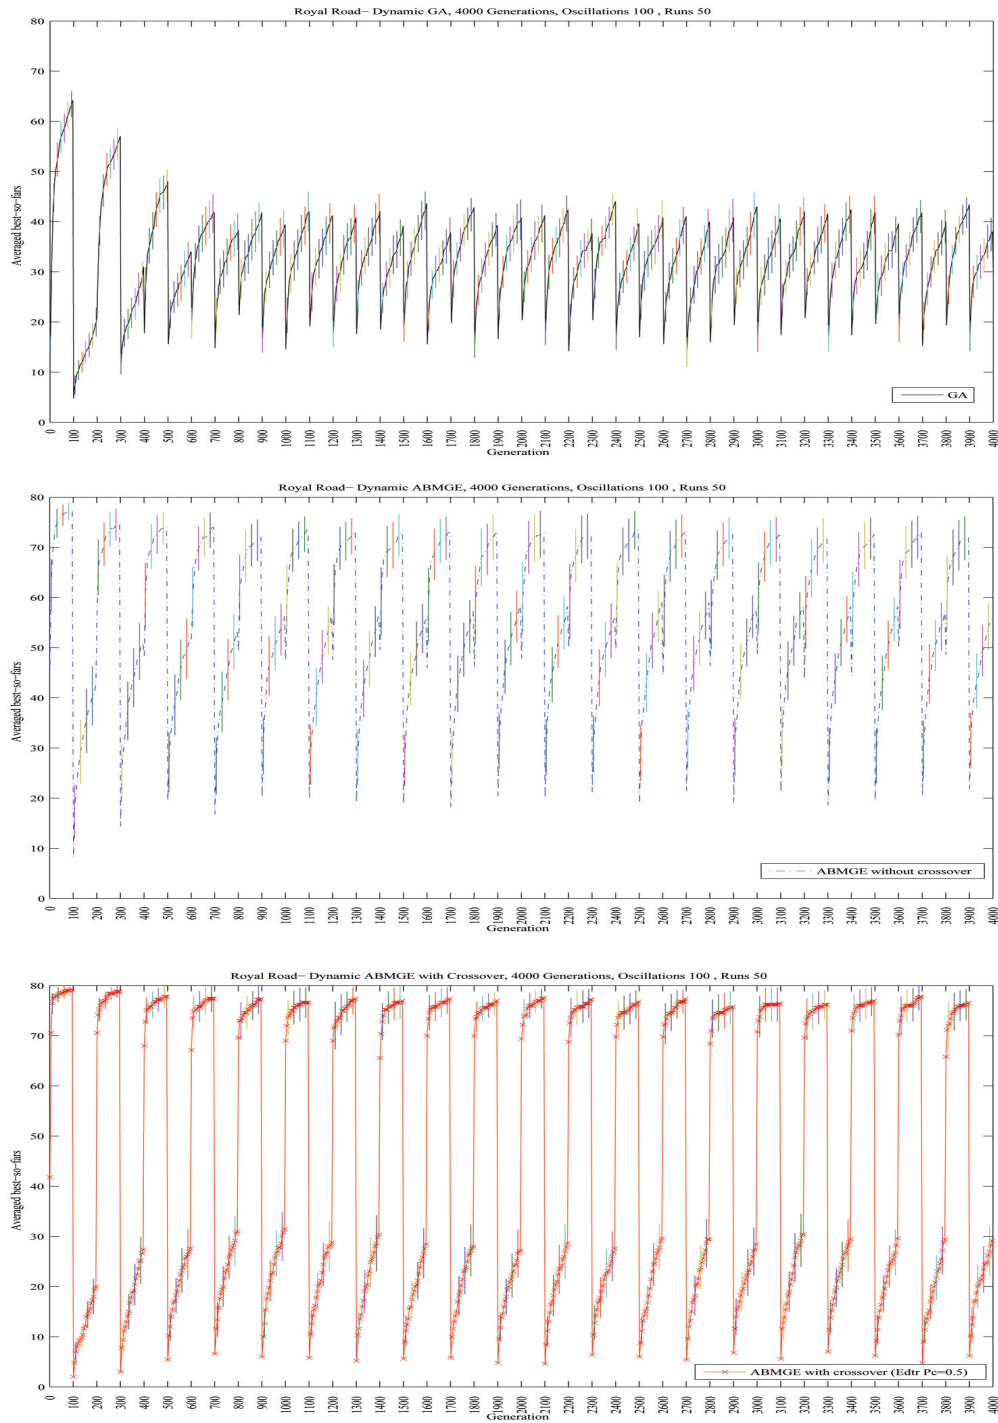 Royal Road− Dynamic GA, 4000 Generations, Oscillations 100 , Runs 50
80
70
60
50
40
30
20
10
0
Averaged best−so−fars
GA
0 100 200 300 400 500 600 700 800 900 1000 1100 1200 1300 1400 1500 1600 1700 1800 1900 2000 2100 2200 2300 2400 2500 2600 2700 2800 2900 3000 3100 3200 3300 3400 3500 3600 3700 3800 3900 4000
Generation
Royal Road− Dynamic ABMGE, 4000 Generations, Oscillations 100 , Runs 50
80
70
60
50
40
30
20
10
0
Averaged best−so−fars
ABMGE without crossover
0 100 200 300 400 500 600 700 800 900 1000 1100 1200 1300 1400 1500 1600 1700 1800 1900 2000 2100 2200 2300 2400 2500 2600 2700 2800 2900 3000 3100 3200 3300 3400 3500 3600 3700 3800 3900 4000
Generation
Royal Road− Dynamic ABMGE with Crossover, 4000 Generations, Oscillations 100 , Runs 50
80
70
60
50
40
30
20
10
0
Averaged best−so−fars
ABMGE with crossover (Edtr Pc=0.5)
0 100 200 300 400 500 600 700 800 900 1000 1100 1200 1300 1400 1500 1600 1700 1800 1900 2000 2100 2200 2300 2400 2500 2600 2700 2800 2900 3000 3100 3200 3300 3400 3500 3600 3700 3800 3900 4000
Generation